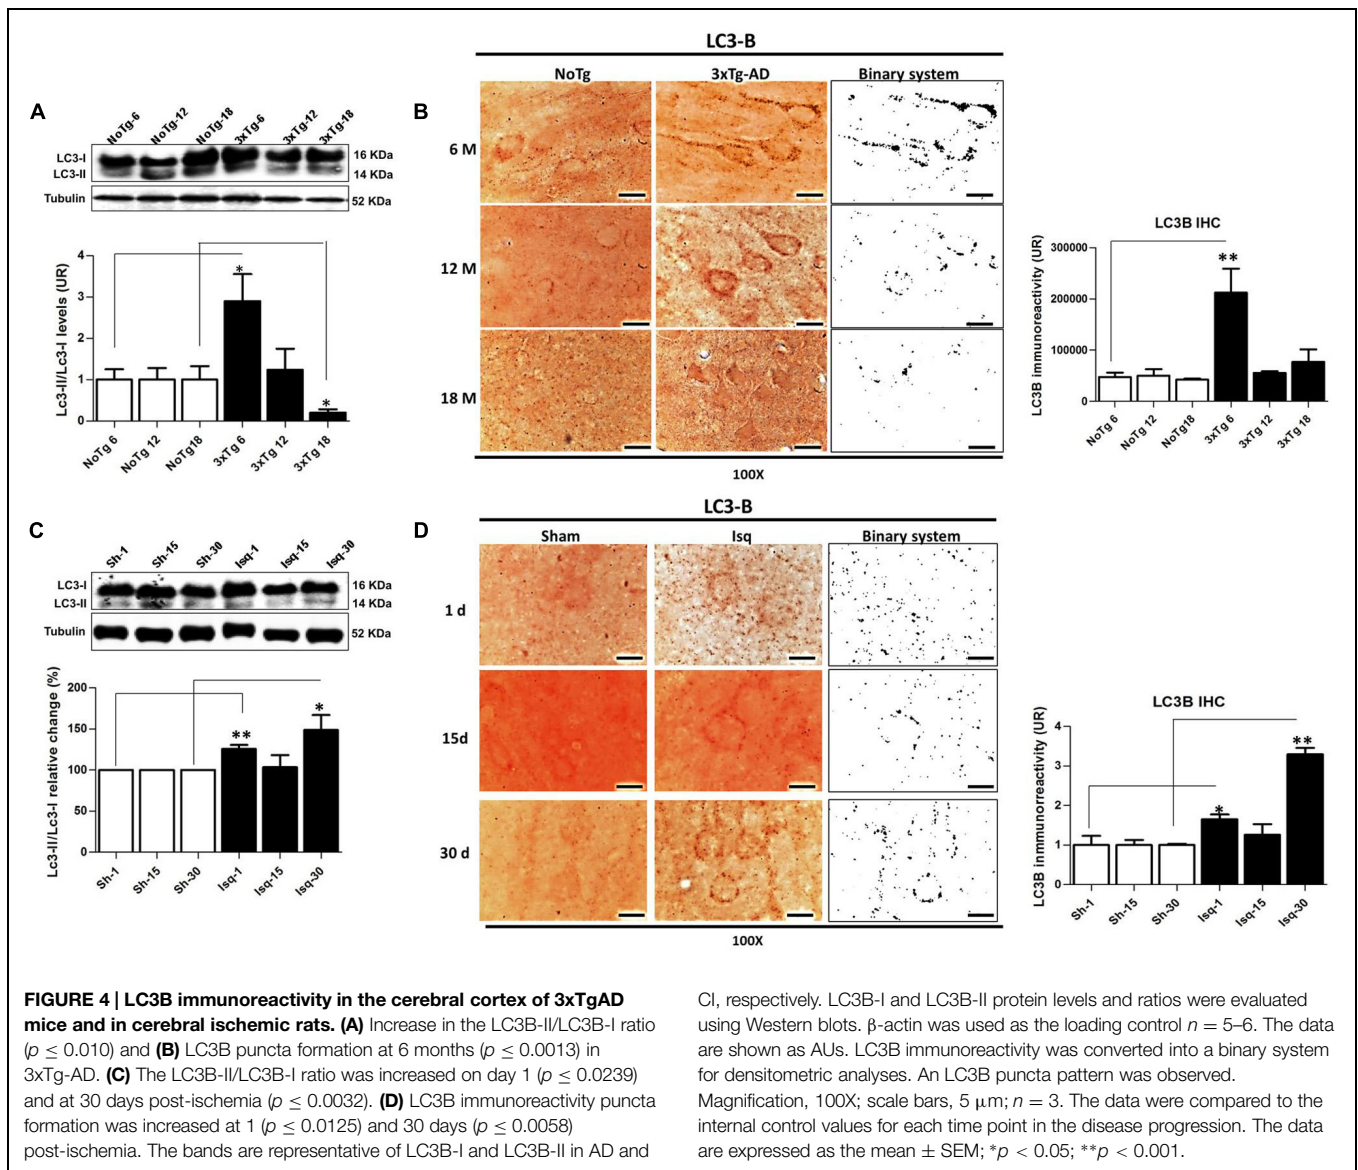 A
NoTg-6 NoTg-12 NoTg-18 3xTg-6 3xTg-12 3xTg-18
LC3-I 16 KDa
LC3-II 14 KDa
Tubulin 52 KDa
Lc3-II/Lc3-I levels (UR)
4
3
2
1
0
* *
NoTg 6 NoTg 12 NoTg18 3xTg 6 3xTg 12 3xTg 18
B
LC3-B
NoTg 3xTg-AD Binary system
6 M
12 M
18 M
100X
LC3B IHC
LC3B immunoreactivity (UR)
300000
200000
100000
0
**
NoTg 6 NoTg 12 NoTg18 3xTg 6 3xTg 12 3xTg 18
C
Sh-1 Sh-15 Sh-30 Isq-1 Isq-15 Isq-30
LC3-I 16 KDa
LC3-II 14 KDa
Tubulin 52 KDa
Lc3-II/Lc3-I relative change (%)
200
150
100
50
0
** *
Sh-1 Sh-15 Sh-30 Isq-1 Isq-15 Isq-30
D
LC3-B
Sham Isq Binary system
1 d
15d
30 d
100X
LC3B IHC
LC3B inmmunorreactivity (UR)
4
3
2
1
0
* **
Sh-1 Sh-15 Sh-30 Isq-1 Isq-15 Isq-30
FIGURE 4 | LC3B immunoreactivity in the cerebral cortex of 3xTgAD
mice and in cerebral ischemic rats. (A) Increase in the LC3B-II/LC3B-I ratio
(p ≤ 0.010) and (B) LC3B puncta formation at 6 months (p ≤ 0.0013) in
3xTg-AD. (C) The LC3B-II/LC3B-I ratio was increased on day 1 (p ≤ 0.0239)
and at 30 days post-ischemia (p ≤ 0.0032). (D) LC3B immunoreactivity puncta
formation was increased at 1 (p ≤ 0.0125) and 30 days (p ≤ 0.0058)
post-ischemia. The bands are representative of LC3B-I and LC3B-II in AD and
CI, respectively. LC3B-I and LC3B-II protein levels and ratios were evaluated
using Western blots. β-actin was used as the loading control n = 5–6. The data
are shown as AUs. LC3B immunoreactivity was converted into a binary system
for densitometric analyses. An LC3B puncta pattern was observed.
Magnification, 100X; scale bars, 5 μm; n = 3. The data were compared to the
internal control values for each time point in the disease progression. The data
are expressed as the mean ± SEM; *p < 0.05; **p < 0.001.